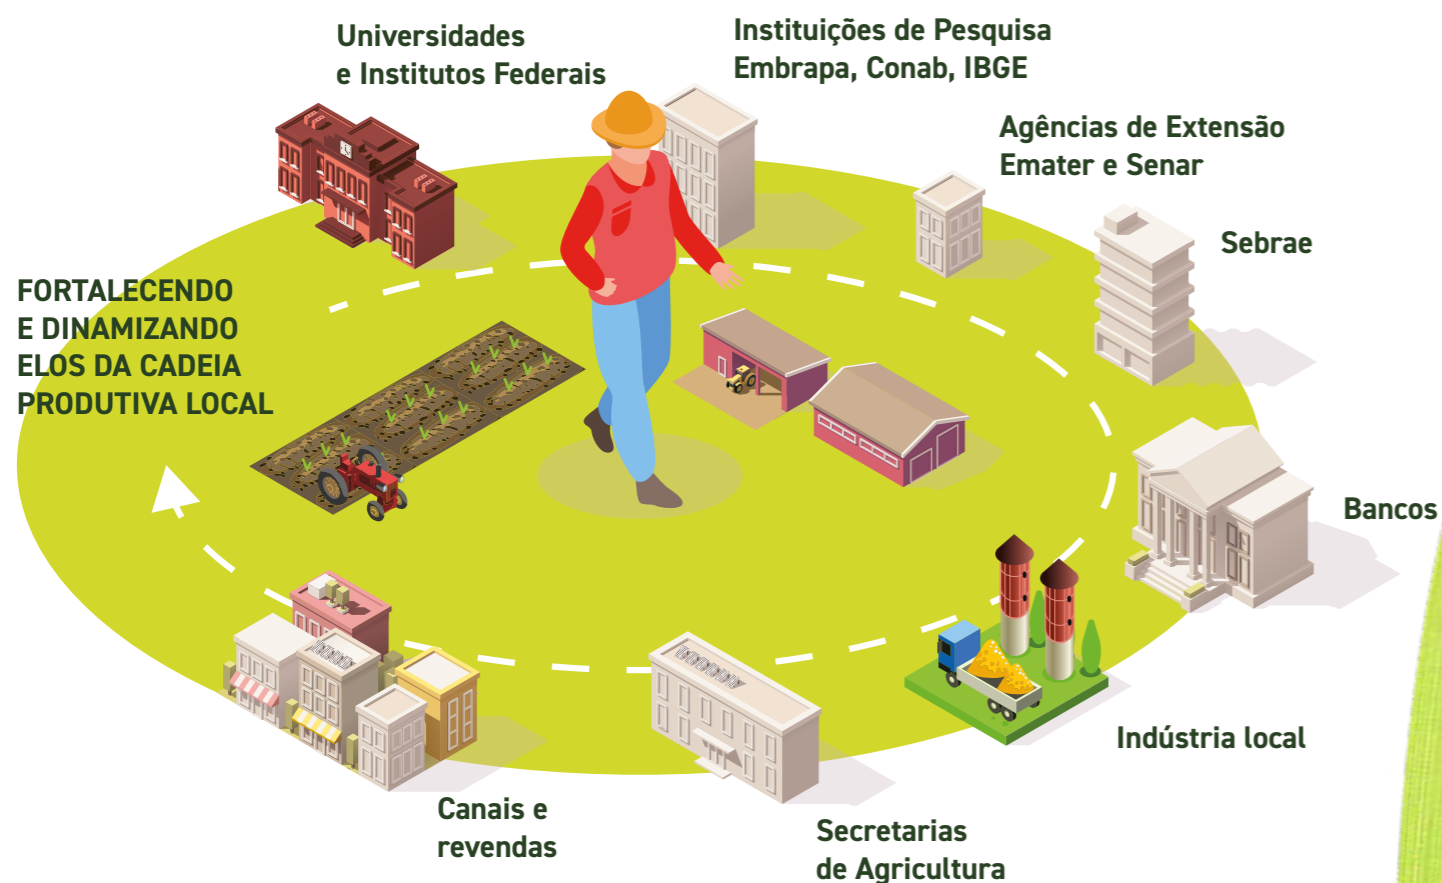 Universidades
e Institutos Federais
Instituições de Pesquisa
Embrapa, Conab, IBGE
Agências de Extensão
Emater e Senar
Sebrae
FORTALECENDO
E DINAMIZANDO
ELOS DA CADEIA
PRODUTIVA LOCAL
Bancos
Indústria local
Canais e
revendas
Secretarias
de Agricultura